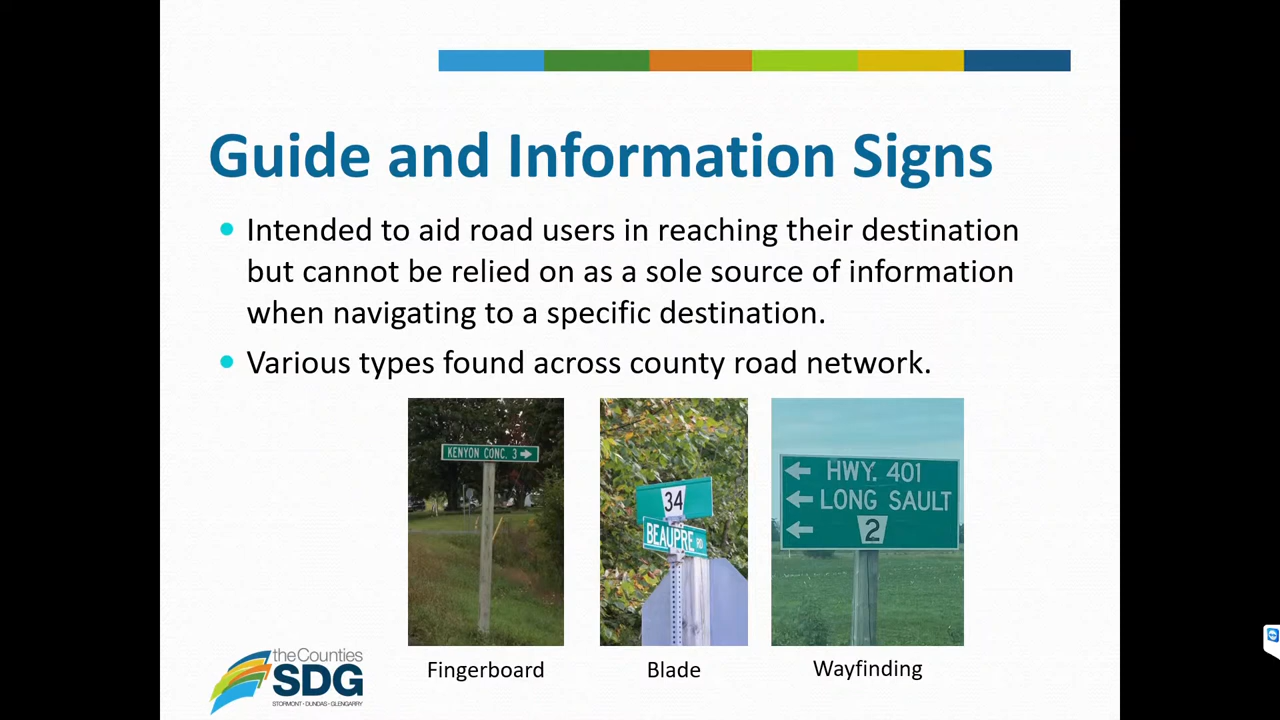 Guide and Information Signs
Intended to aid road users in reaching their destination
but cannot be relied on as a sole source of information
when navigating to a specific destination.
Various types found across county road network.
KENYON CONC. 3
34
BEAUPRE RD
HWY. 401
LONG SAULT
2
Fingerboard
Blade
Wayfinding
theCounties
SDG
STORMONT • DUNDAS • GLENGARRY